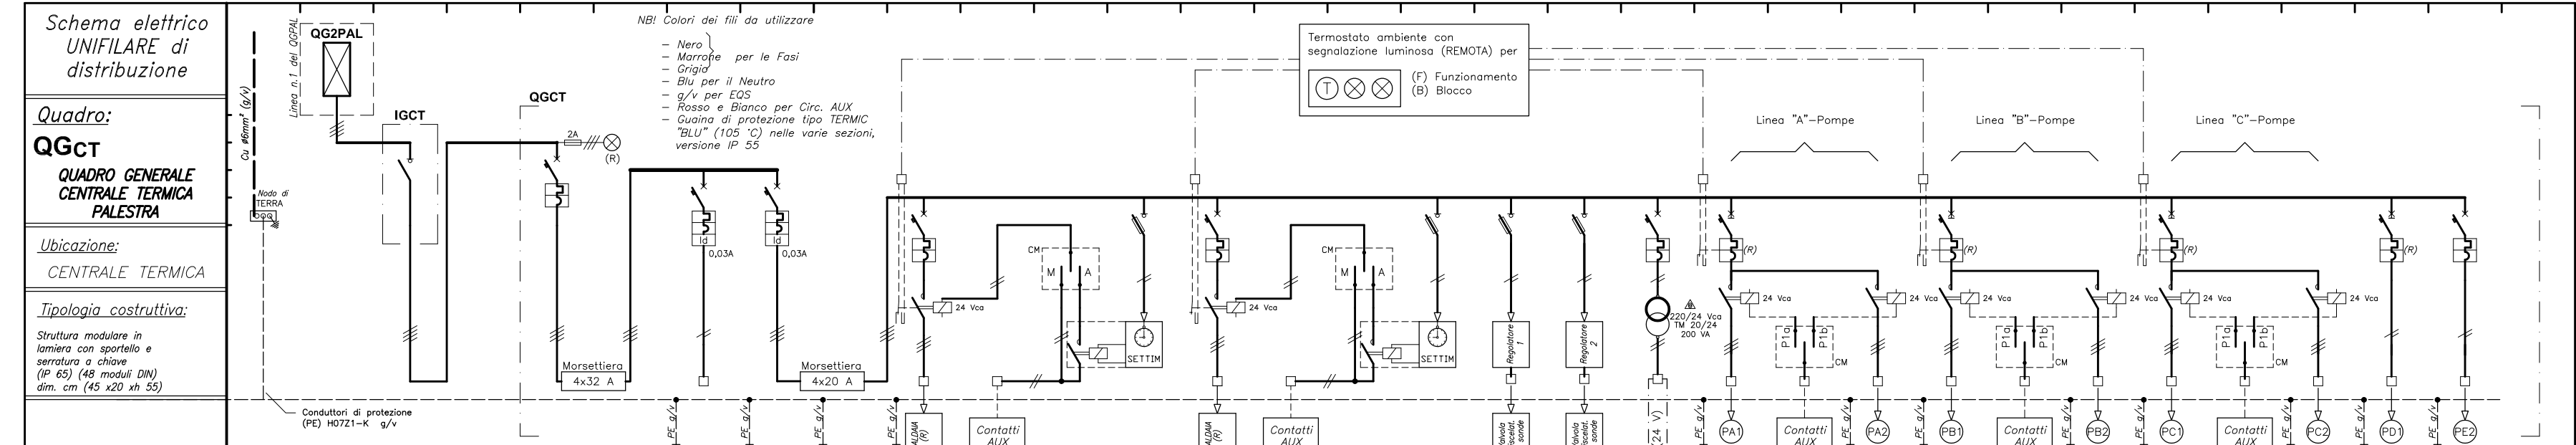 Schema elettrico
UNIFILARE di
distribuzione
Quadro:
QGCT
QUADRO GENERALE
CENTRALE TERMICA
PALESTRA
Ubicazione:
CENTRALE TERMICA
Tipologia costruttiva:
Struttura modulare in
lamiera con sportello e
serratura a chiave
(IP 65) (48 moduli DIN)
dim. cm (45 x20 xh 55)
Cu ø6mm² (g/v)
Nodo di
TERRA
Linea n.1 del QGPAL
QG2PAL
IGCT
Conduttori di protezione
(PE) H07Z1-K g/v
QGCT
2A
(R)
NB! Colori dei fili da utilizzare
- Nero
- Marrone per le Fasi
- Grigio
- Blu per il Neutro
- g/v per EQS
- Rosso e Bianco per Circ. AUX
- Guaina di protezione tipo TERMIC
"BLU" (105 °C) nelle varie sezioni,
versione IP 55
Morsettiera
4x32 A
Id
0,03A
Id
0,03A
Morsettiera
4x20 A
Termostato ambiente con
segnalazione luminosa (REMOTA) per
T
(F) Funzionamento
(B) Blocco
24 Vca
CM
M
A
SETTIM
24 Vca
CM
M
A
SETTIM
Regolatore
1
Regolatore
2
220/24 Vca
TM 20/24
200 VA
Linea "A"-Pompe
(R)
24 Vca
24 Vca
P1a
P1b
CM
Linea "B"-Pompe
(R)
24 Vca
24 Vca
P1a
P1b
CM
Linea "C"-Pompe
(R)
24 Vca
24 Vca
P1a
P1b
CM
(R)
PE g/v
PE g/v
PE g/v
PE g/v
(R)
Contatti
AUX
PE g/v
(R)
Contatti
AUX
sonde
sonde
PE g/v
PA1
Contatti
AUX
PE g/v
PA2
PE g/v
PB1
Contatti
AUX
PE g/v
PB2
PE g/v
PC1
Contatti
AUX
PE g/v
PC2
PE g/v
PD1
PE g/v
PE2